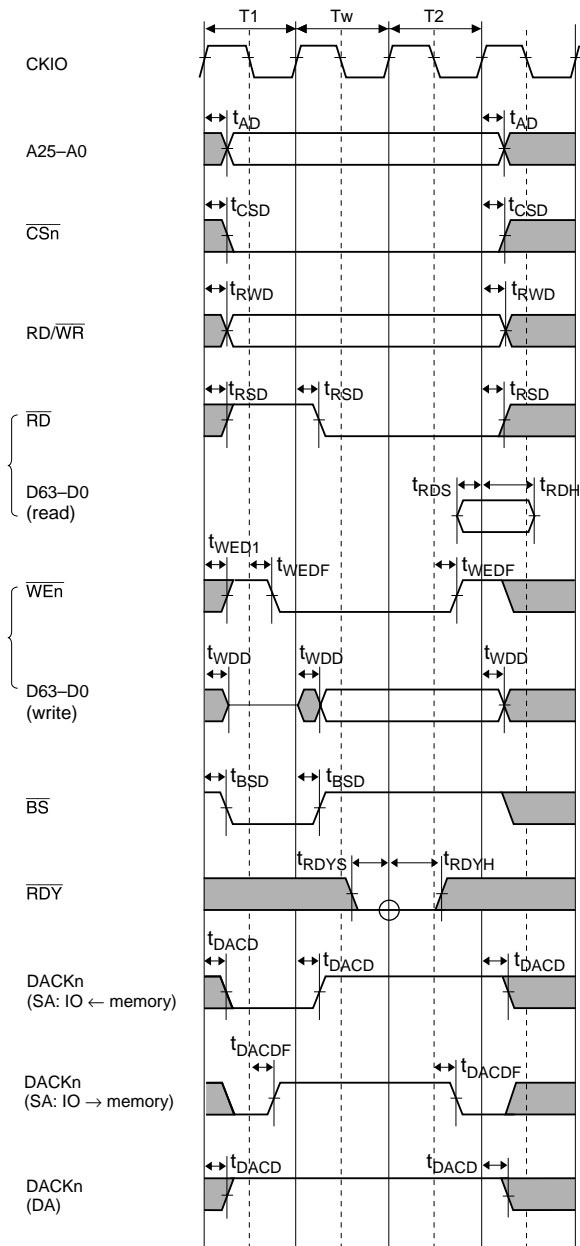 T1 Tw T2
CKIO
tAD tAD
A25–A0
tCSD tCSD
CSn
tRWD tRWD
RD/WR
tRSD tRSD tRSD
RD
D63–D0
(read)
tRDS tRDH
tWED1 tWEDF tWEDF
WEn
tWDD tWDD tWDD
D63–D0
(write)
tBSD tBSD
BS
tRDYS tRDYH
RDY
tDACD tDACD tDACD
DACKn
(SA: IO ← memory)
tDACDF tDACDF
DACKn
(SA: IO → memory)
tDACD tDACD
DACKn
(DA)